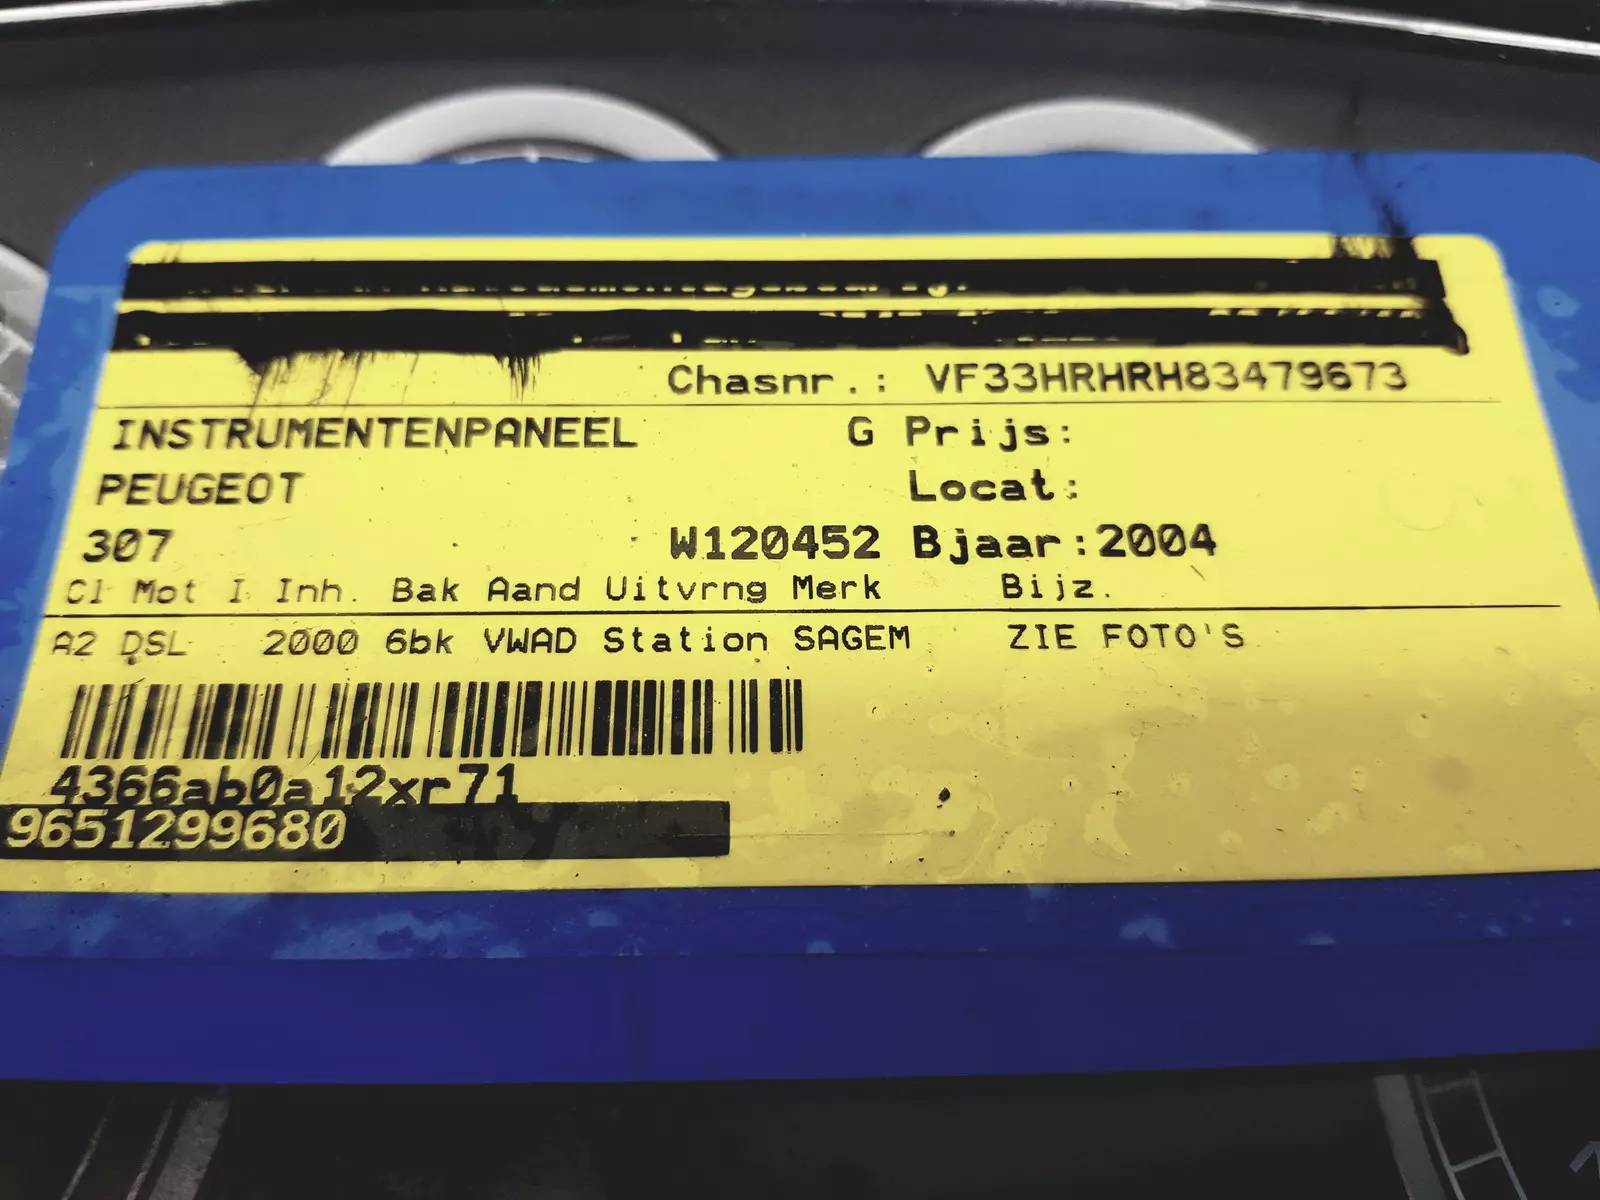 Chasnr.: VF33HRHRH83479673
INSTRUMENTENPANEEL G Prijs:
PEUGEOT Locat:
307 W120452 Bjaar:2004
Cl Mot I Inh. Bak Aand Uitvrng Merk Bijz.
A2 DSL 2000 6bk VWAD Station SAGEM ZIE FOTO'S
4366ab0a12xr71
9651299680